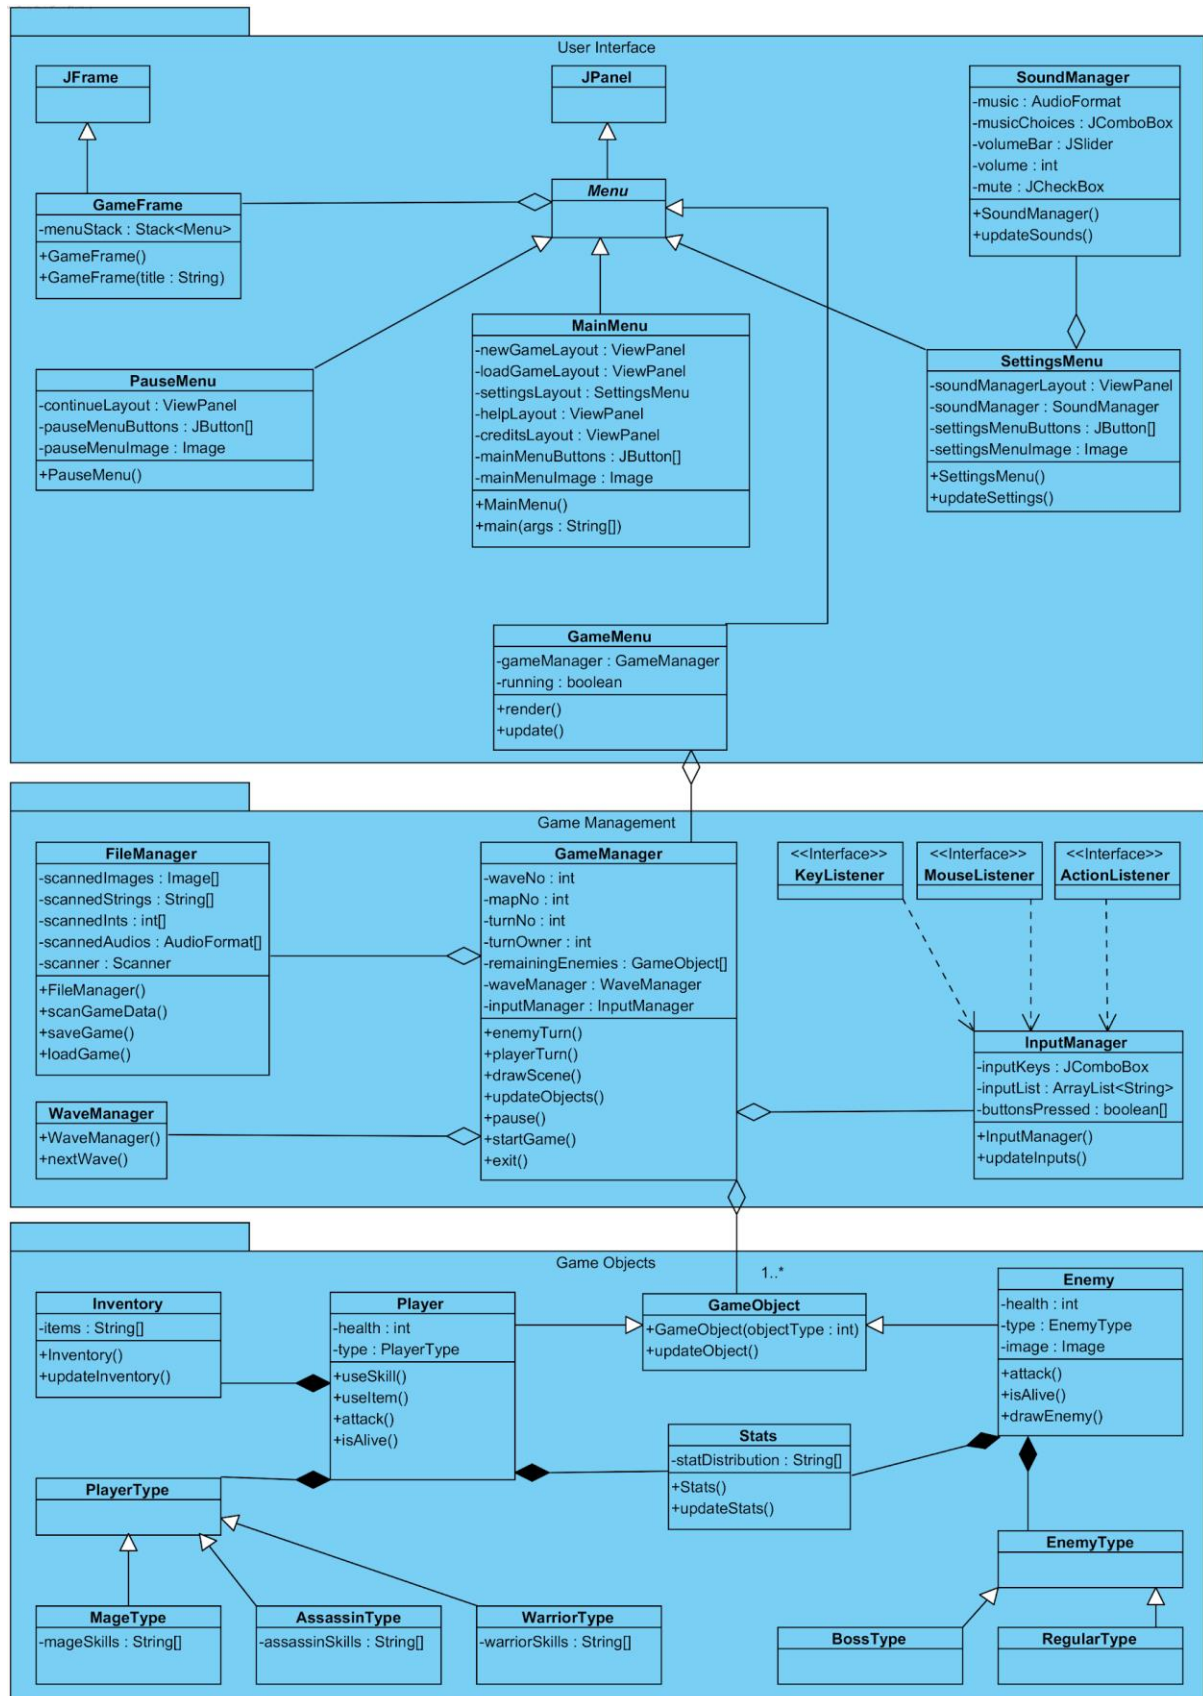 User Interface
JFrame
JPanel
SoundManager
-music : AudioFormat
-musicChoices : JComboBox
-volumeBar : JSlider
-volume : int
-mute : JCheckBox
+SoundManager()
+updateSounds()
GameFrame
-menuStack : Stack<Menu>
+GameFrame()
+GameFrame(title : String)
Menu
PauseMenu
-continueLayout : ViewPanel
-pauseMenuButtons : JButton[]
-pauseMenuImage : Image
+PauseMenu()
MainMenu
-newGameLayout : ViewPanel
-loadGameLayout : ViewPanel
-settingsLayout : SettingsMenu
-helpLayout : ViewPanel
-creditsLayout : ViewPanel
-mainMenuButtons : JButton[]
-mainMenuImage : Image
+MainMenu()
+main(args : String[])
SettingsMenu
-soundManagerLayout : ViewPanel
-soundManager : SoundManager
-settingsMenuButtons : JButton[]
-settingsMenuImage : Image
+SettingsMenu()
+updateSettings()
GameMenu
-gameManager : GameManager
-running : boolean
+render()
+update()
Game Management
FileManager
-scannedImages : Image[]
-scannedStrings : String[]
-scannedInts : int[]
-scannedAudios : AudioFormat[]
-scanner : Scanner
+FileManager()
+scanGameData()
+saveGame()
+loadGame()
WaveManager
+WaveManager()
+nextWave()
GameManager
-waveNo : int
-mapNo : int
-turnNo : int
-turnOwner : int
-remainingEnemies : GameObject[]
-waveManager : WaveManager
-inputManager : InputManager
+enemyTurn()
+playerTurn()
+drawScene()
+updateObjects()
+pause()
+startGame()
+exit()
<<Interface>>
KeyListener
<<Interface>>
MouseListener
<<Interface>>
ActionListener
InputManager
-inputKeys : JComboBox
-inputList : ArrayList<String>
-buttonsPressed : boolean[]
+InputManager()
+updateInputs()
Game Objects
Inventory
-items : String[]
+Inventory()
+updateInventory()
Player
-health : int
-type : PlayerType
+useSkill()
+useItem()
+attack()
+isAlive()
1..*
GameObject
+GameObject(objectType : int)
+updateObject()
Enemy
-health : int
-type : EnemyType
-image : Image
+attack()
+isAlive()
+drawEnemy()
Stats
-statDistribution : String[]
+Stats()
+updateStats()
PlayerType
EnemyType
MageType
-mageSkills : String[]
AssassinType
-assassinSkills : String[]
WarriorType
-warriorSkills : String[]
BossType
RegularType